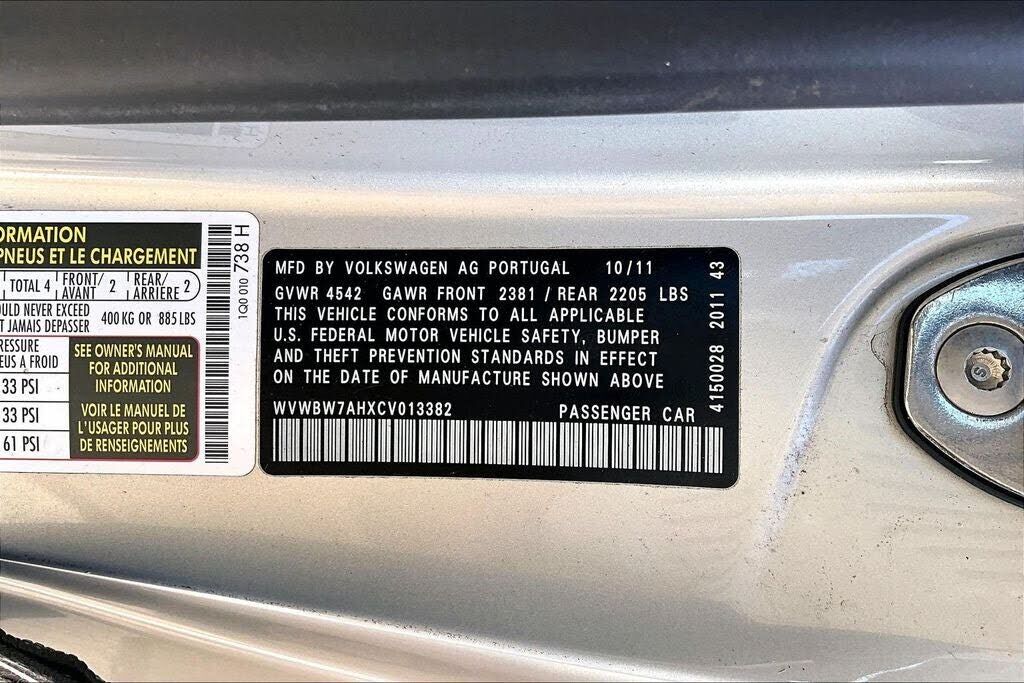 ORMATION
PNEUS ET LE CHARGEMENT
TOTAL 4 FRONT/ AVANT 2 REAR/ ARRIÈRE 2
ULD NEVER EXCEED
T JAMAIS DEPASSER
400 KG OR 885 LBS
RESSURE
EUS A FROID
33 PSI
33 PSI
61 PSI
SEE OWNER'S MANUAL
FOR ADDITIONAL
INFORMATION
VOIR LE MANUEL DE
L'USAGER POUR PLUS
DE RENSEIGNEMENTS
1Q0 010 738 H
MFD BY VOLKSWAGEN AG PORTUGAL 10/11
GVWR 4542 GAWR FRONT 2381 / REAR 2205 LBS
THIS VEHICLE CONFORMS TO ALL APPLICABLE
U.S. FEDERAL MOTOR VEHICLE SAFETY, BUMPER
AND THEFT PREVENTION STANDARDS IN EFFECT
ON THE DATE OF MANUFACTURE SHOWN ABOVE
WVWBW7AHXCV013382 PASSENGER CAR
4150028 2011 43